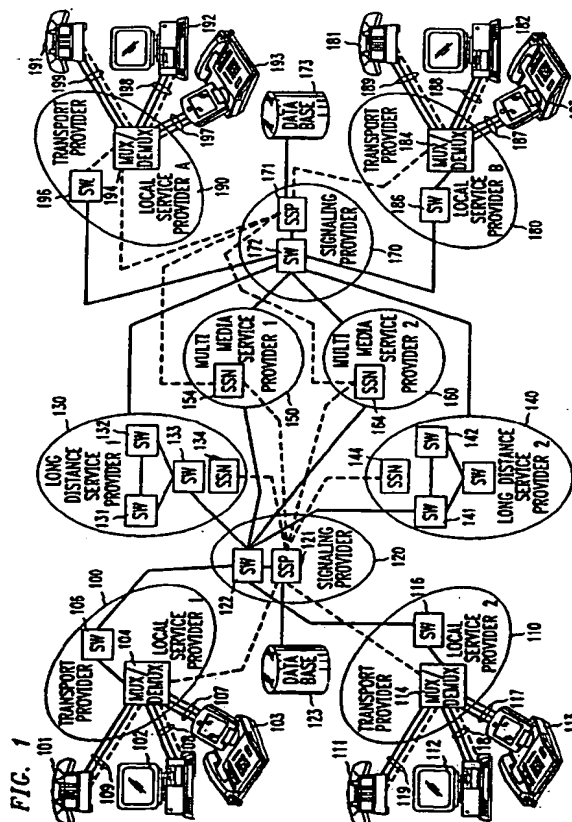 FIG. 1
101
109
102
108
103
107
106
100
104
TRANSPORT PROVIDER
SW
MUX/
DEMUX
LOCAL SERVICE
PROVIDER 1
111
119
112
118
113
117
116
110
114
TRANSPORT PROVIDER
SW
MUX/
DEMUX
LOCAL SERVICE
PROVIDER 2
122
SW
SSP
121
SIGNALING
PROVIDER
120
123
DATA
BASE
130
LONG
DISTANCE
SERVICE
PROVIDER 1
131
SW
132
SW
133
SW
134
SSN
140
LONG DISTANCE
SERVICE
PROVIDER 2
141
SW
142
SW
SW
144
SSN
154
SSN
MULTI
MEDIA
SERVICE
PROVIDER 1
150
164
SSN
MULTI
MEDIA
SERVICE
PROVIDER 2
160
172
SW
SSP
171
SIGNALING
PROVIDER
170
173
DATA
BASE
196
SW
TRANSPORT PROVIDER
194
MUX/
DEMUX
LOCAL SERVICE
PROVIDER A
190
191
199
192
198
193
197
186
SW
TRANSPORT PROVIDER
184
MUX/
DEMUX
LOCAL SERVICE
PROVIDER B
180
181
189
182
188
187